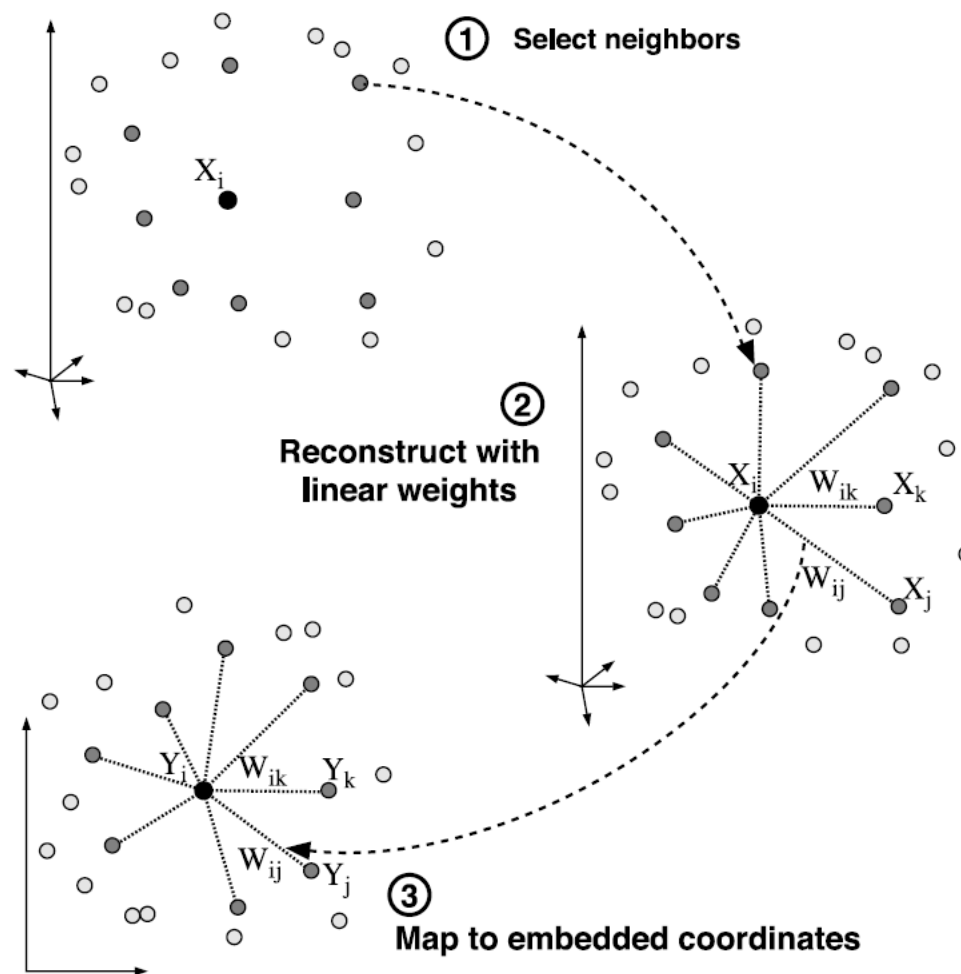 ① Select neighbors
X_i
②
Reconstruct with
linear weights
X_i
W_ik
X_k
W_ij
X_j
Y_i
W_ik
Y_k
W_ij
Y_j
③
Map to embedded coordinates